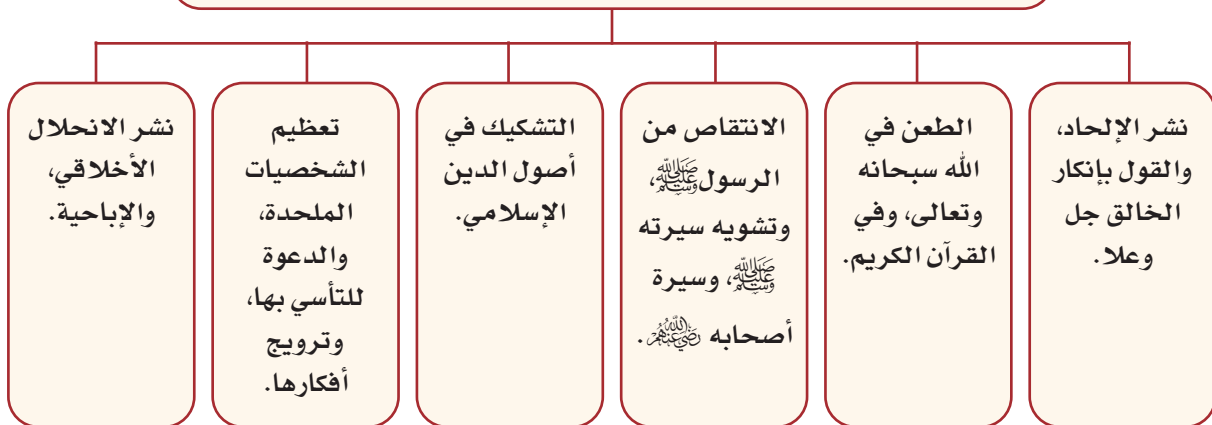 نشر الإلحاد،
والقول بإنكار
الخالق جل
وعلا.
الطعن في
الله سبحانه
وتعالى، وفي
القرآن الكريم.
الانتقاص من
الرسول ﷺ،
وتشويه سيرته
ﷺ، وسيرة
أصحابه رضي الله عنهم.
التشكيك في
أصول الدين
الإسلامي.
تعظيم
الشخصيات
الملحدة،
والدعوة
للتأسي بها،
وترويج
أفكارها.
نشر الانحلال
الأخلاقي،
والإباحية.